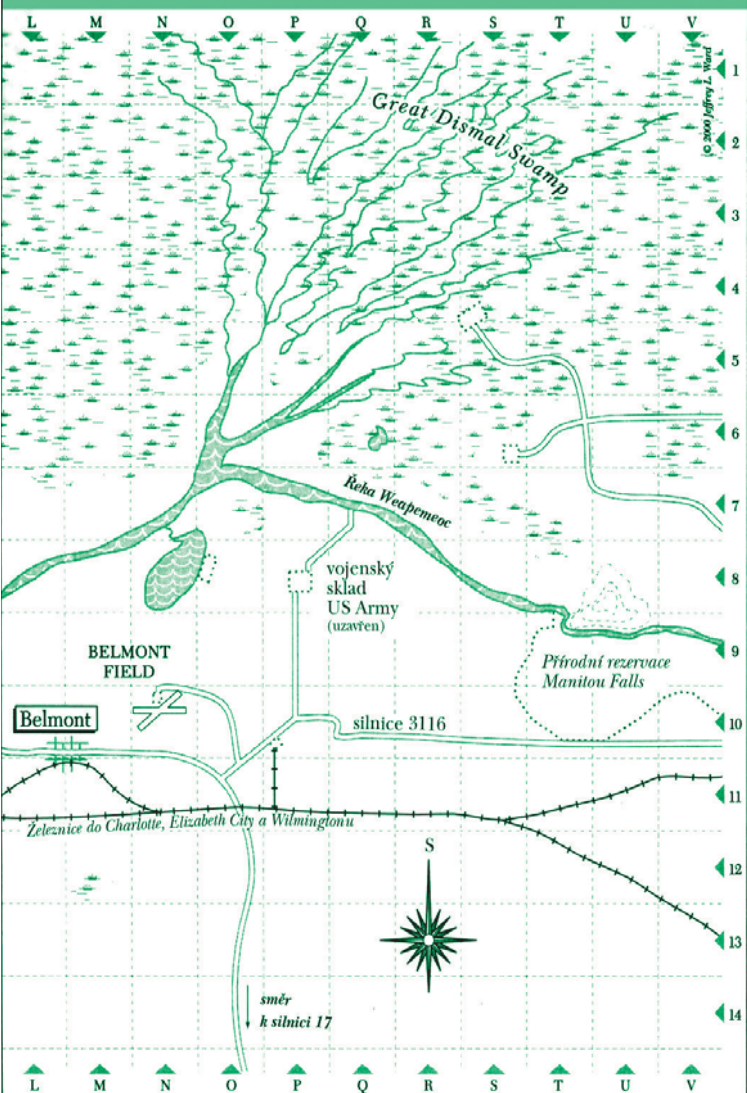 L M N O P Q R S T U V
© 2000 Jeffrey L. Ward
1
Great Dismal Swamp
2
3
4
5
6
7
Řeka Weapemeoc
vojenský
sklad
US Army
(uzavřen)
8
9
BELMONT
FIELD
Přírodní rezervace
Manitou Falls
Belmont
silnice 3116
10
11
Železnice do Charlotte, Elizabeth City a Wilmingtonu
S
12
13
směr
k silnici 17
14
L M N O P Q R S T U V